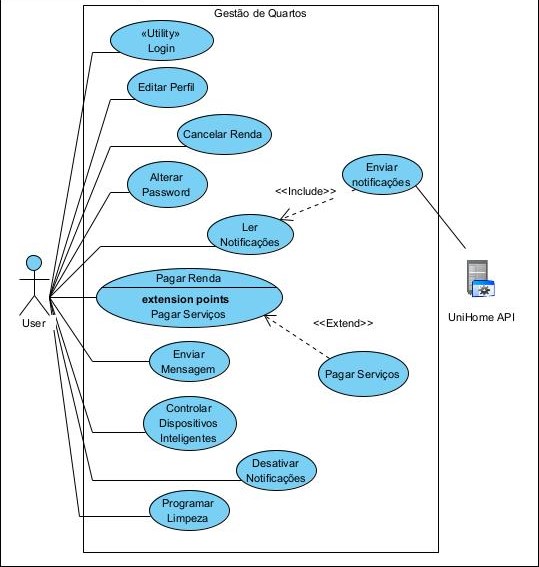 Gestão de Quartos
«Utility»
Login
Editar Perfil
Cancelar Renda
Alterar
Password
Enviar
notificações
<<Include>>
Ler
Notificações
User
UniHome API
Pagar Renda
extension points
Pagar Serviços
<<Extend>>
Pagar Serviços
Enviar
Mensagem
Controlar
Dispositivos
Inteligentes
Desativar
Notificações
Programar
Limpeza